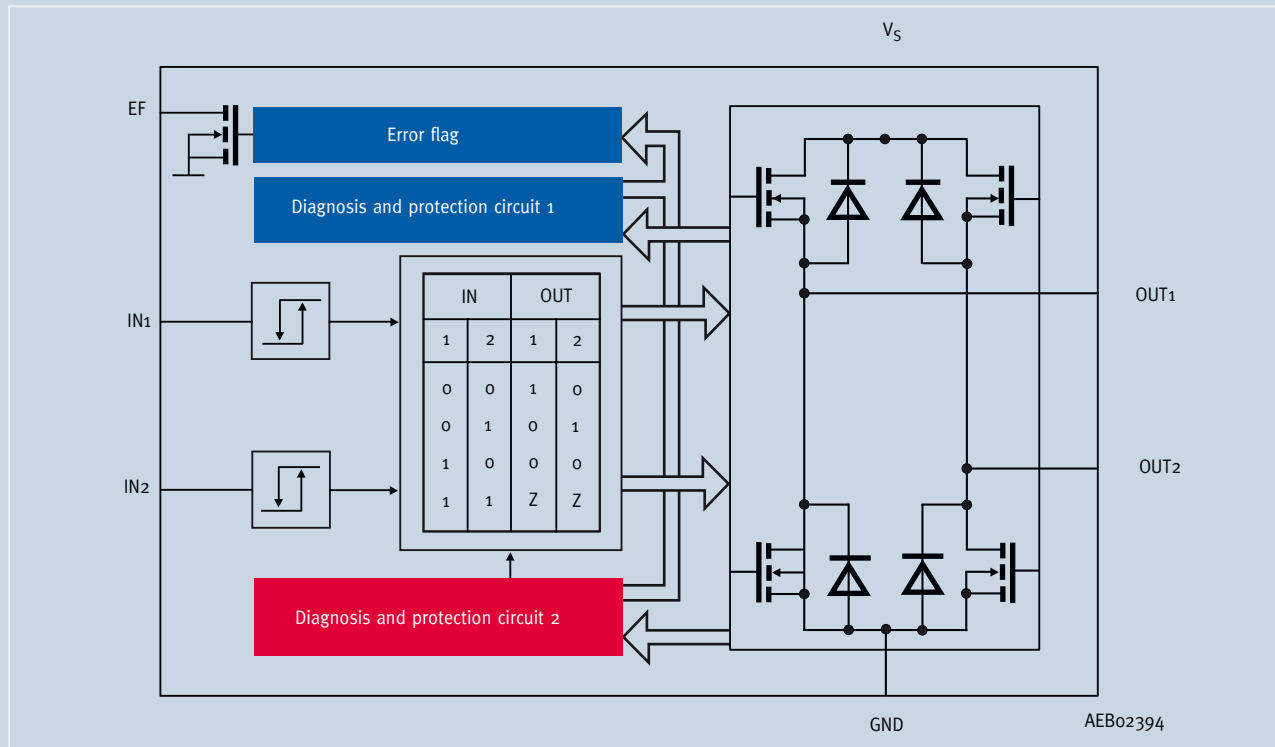 VS
EF
Error flag
Diagnosis and protection circuit 1
IN OUT
OUT1
IN1
1 2 1 2
0 0 1 0
0 1 0 1
1 0 0 0
IN2
OUT2
1 1 Z Z
Diagnosis and protection circuit 2
GND
AEB02394